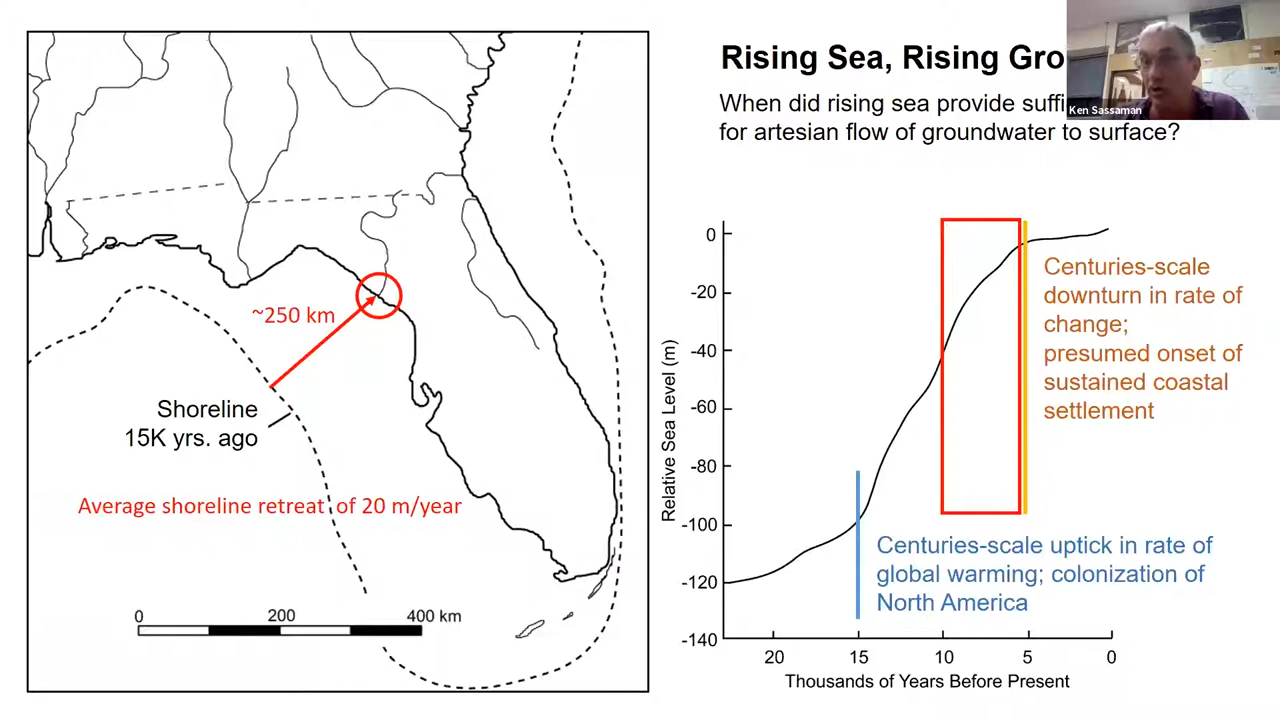 Rising Sea, Rising
Ken Sassaman
When did rising sea provide
for artesian flow of groundwater to surface?
~250 km
Shoreline
15K yrs. ago
Average shoreline retreat of 20 m/year
0 200 400 km
Relative Sea Level (m)
0
-20
-40
-60
-80
-100
-120
-140
20 15 10 5 0
Thousands of Years Before Present
Centuries-scale
downturn in rate of
change;
presumed onset of
sustained coastal
settlement
Centuries-scale uptick in rate of
global warming; colonization of
North America